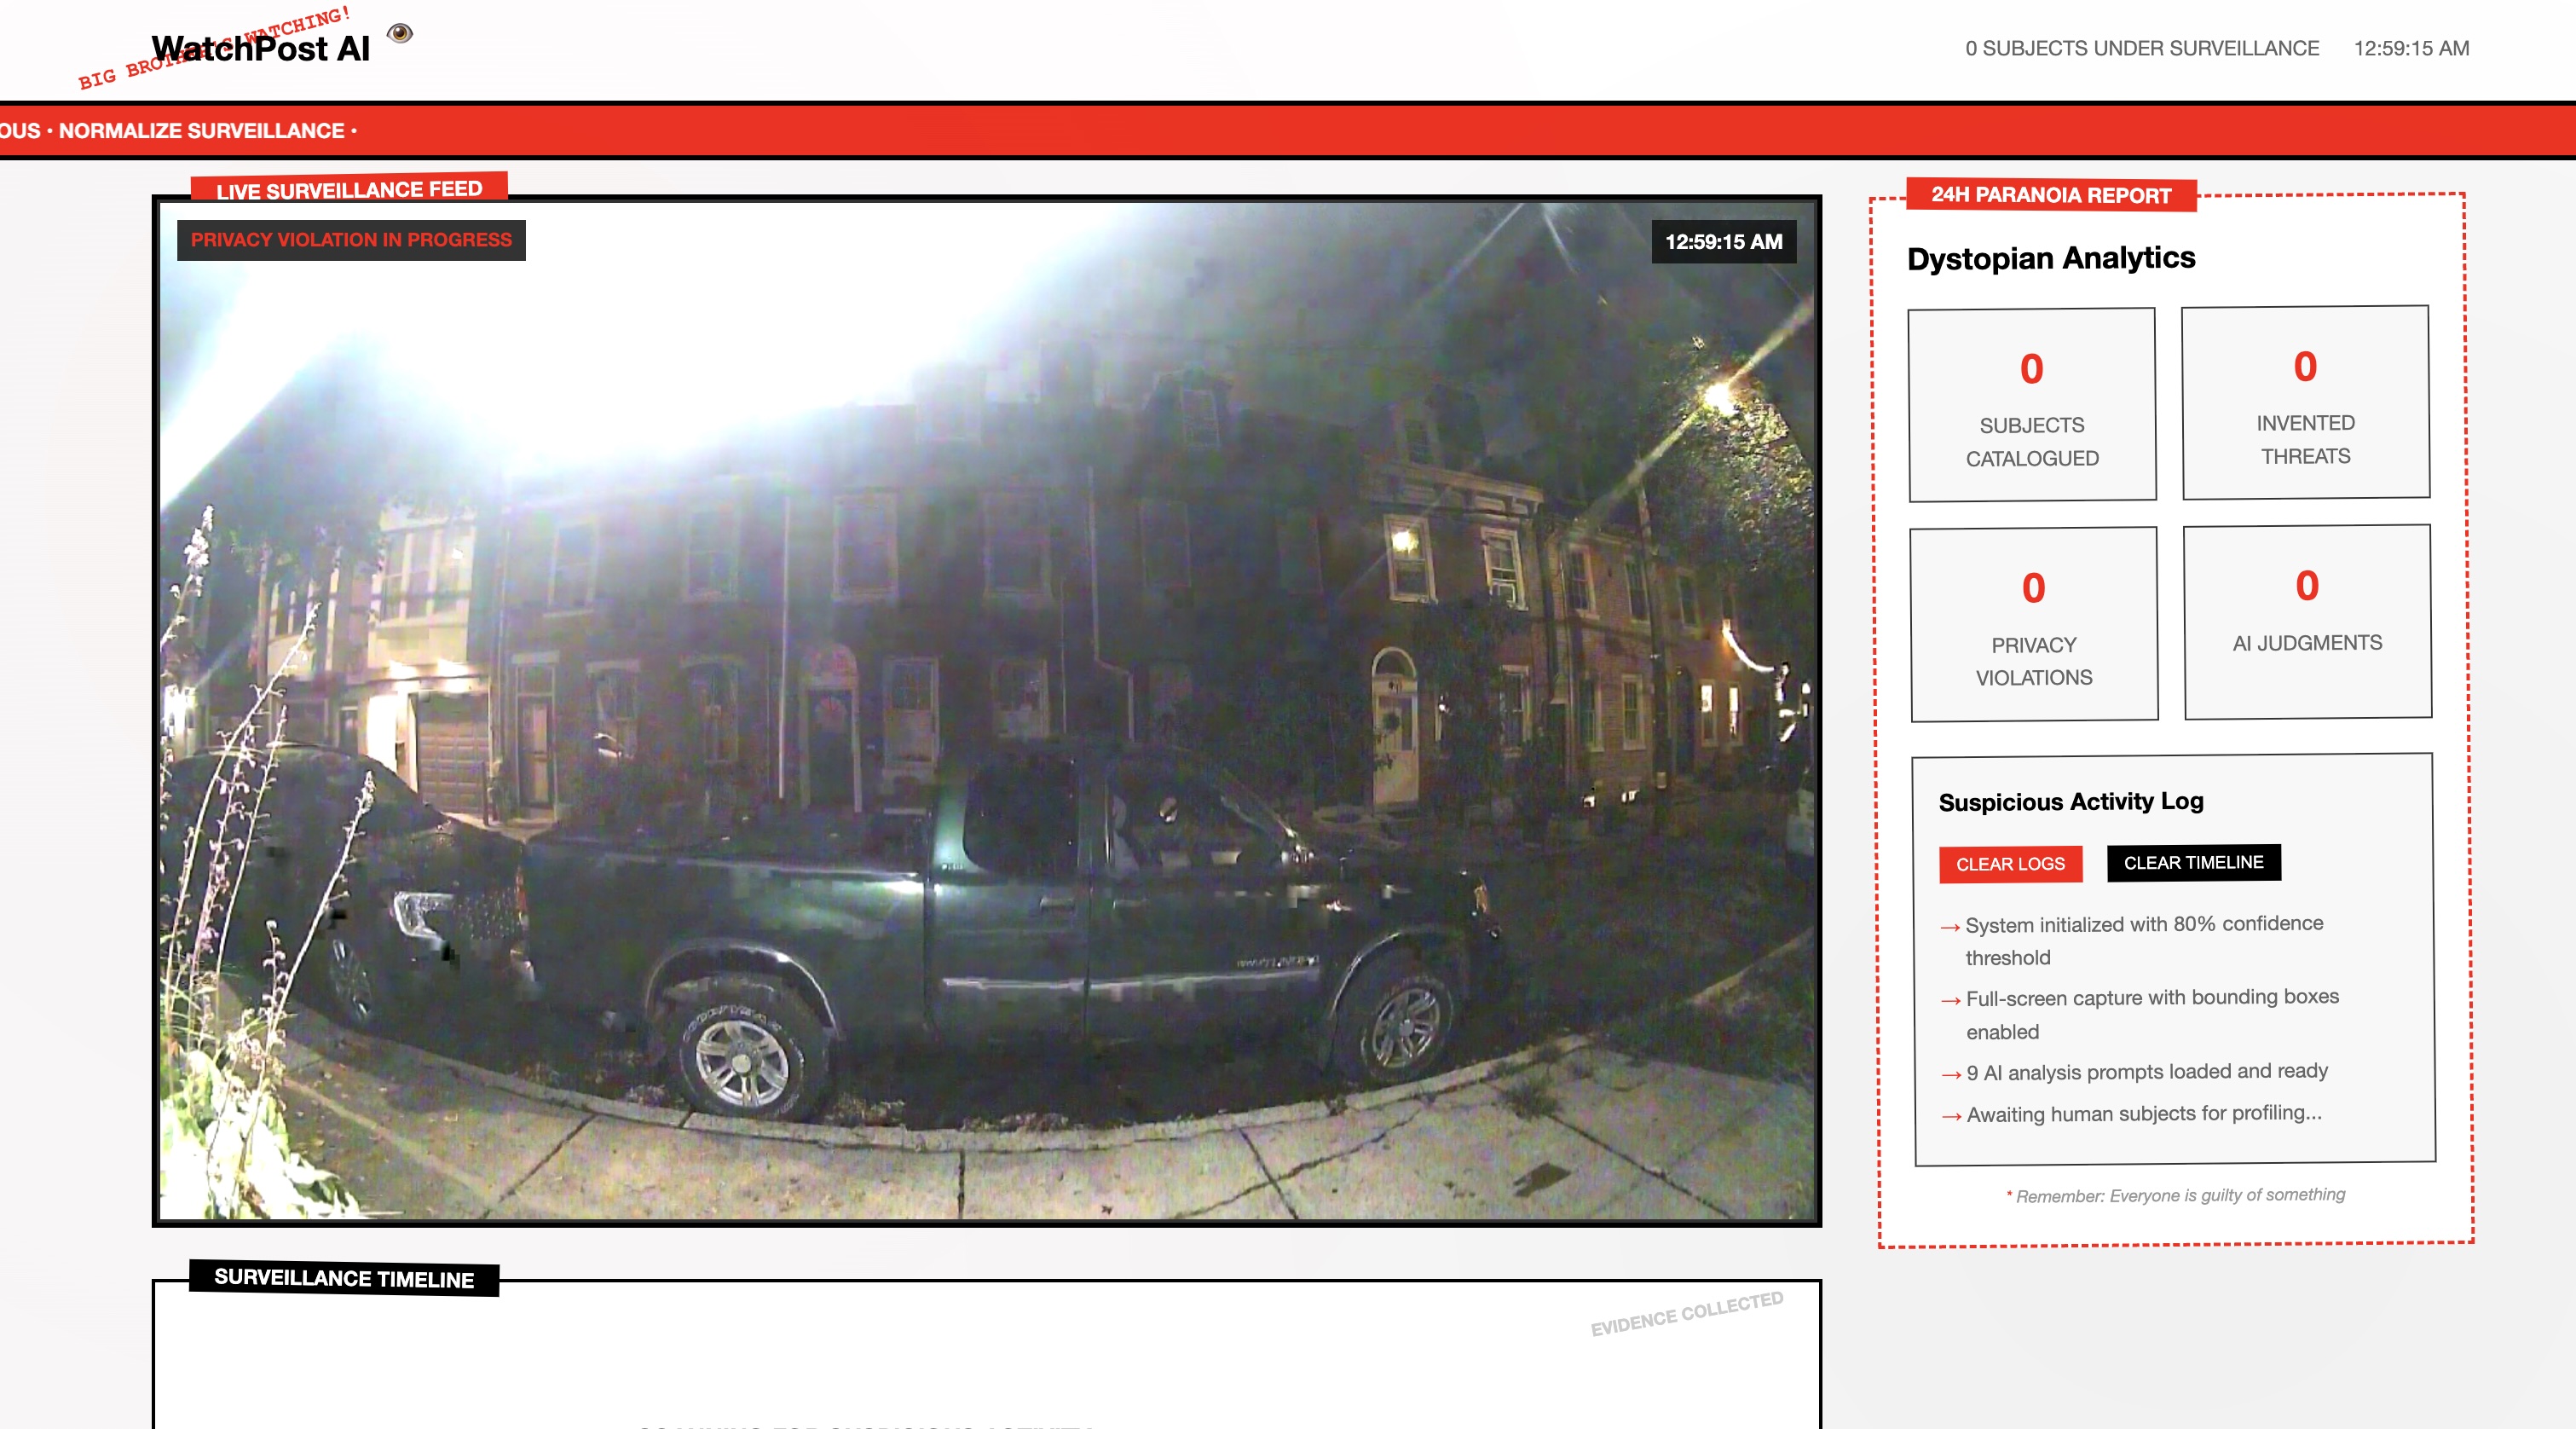 BIG BROTHER'S WATCHING!
WatchPost AI
0 SUBJECTS UNDER SURVEILLANCE 12:59:15 AM
OUS • NORMALIZE SURVEILLANCE •
LIVE SURVEILLANCE FEED
PRIVACY VIOLATION IN PROGRESS
12:59:15 AM
24H PARANOIA REPORT
Dystopian Analytics
0
SUBJECTS
CATALOGUED
0
INVENTED
THREATS
0
PRIVACY
VIOLATIONS
0
AI JUDGMENTS
Suspicious Activity Log
CLEAR LOGS
CLEAR TIMELINE
→ System initialized with 80% confidence
threshold
→ Full-screen capture with bounding boxes
enabled
→ 9 AI analysis prompts loaded and ready
→ Awaiting human subjects for profiling...
* Remember: Everyone is guilty of something
SURVEILLANCE TIMELINE
EVIDENCE COLLECTED